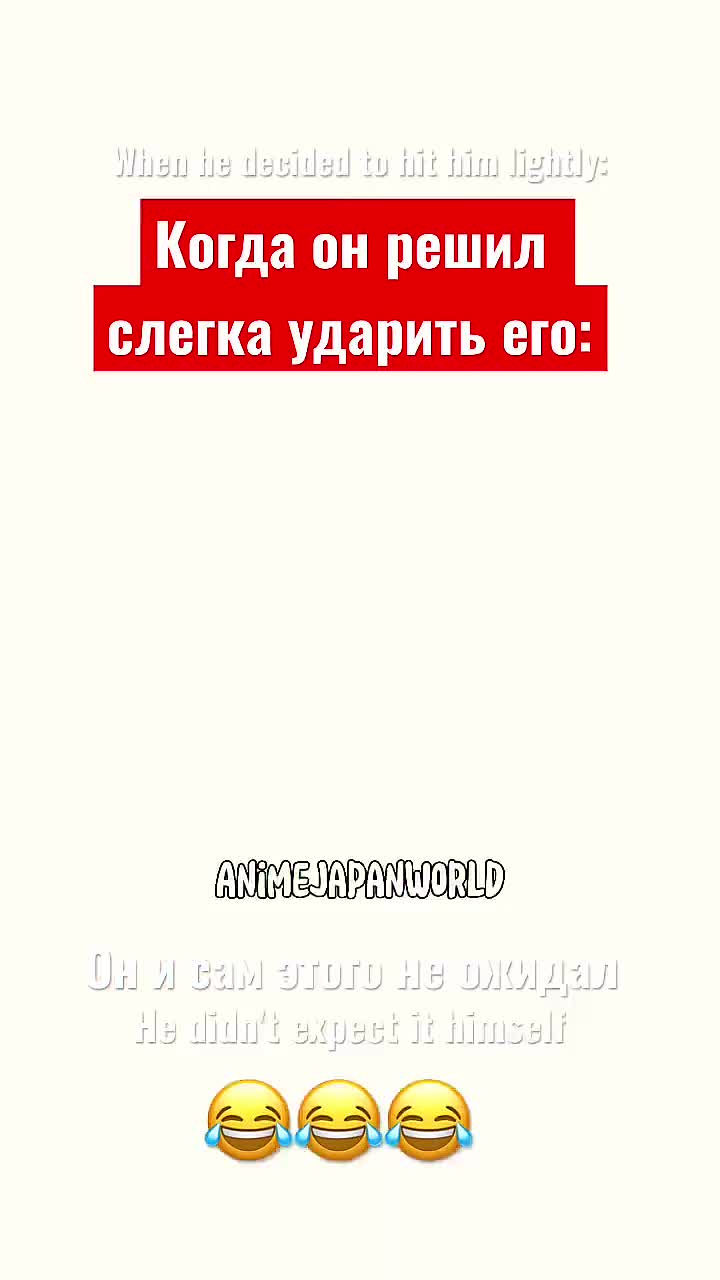 When he decided to hit him lightly:
Когда он решил
слегка ударить его:
ANiMEJAPANWORLD
Он и сам этого не ожидал
He didn't expect it himself